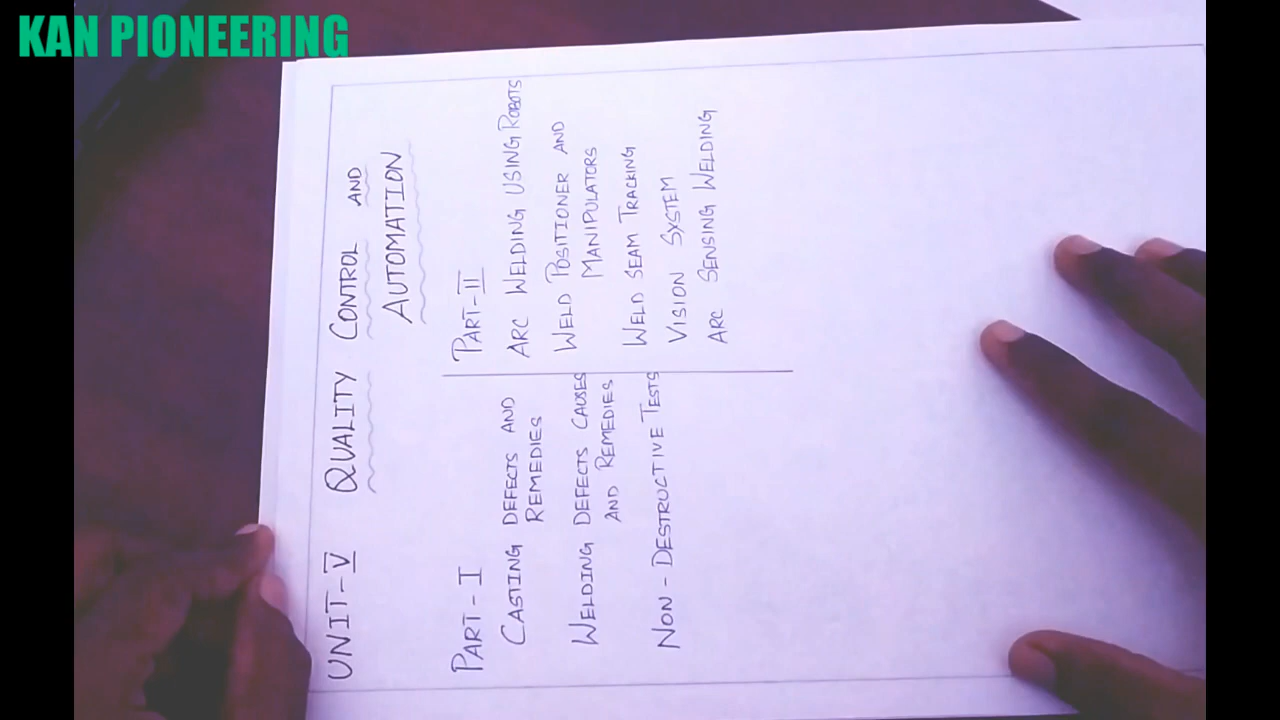 KAN PIONEERING
UNIT-V QUALITY CONTROL AND
AUTOMATION
PART-I
CASTING DEFECTS AND
REMEDIES
WELDING DEFECTS CAUSES
AND REMEDIES
NON-DESTRUCTIVE TESTS
PART-II
ARC WELDING USING ROBOTS
WELD POSITIONER AND
MANIPULATORS
WELD SEAM TRACKING
VISION SYSTEM
ARC SENSING WELDING